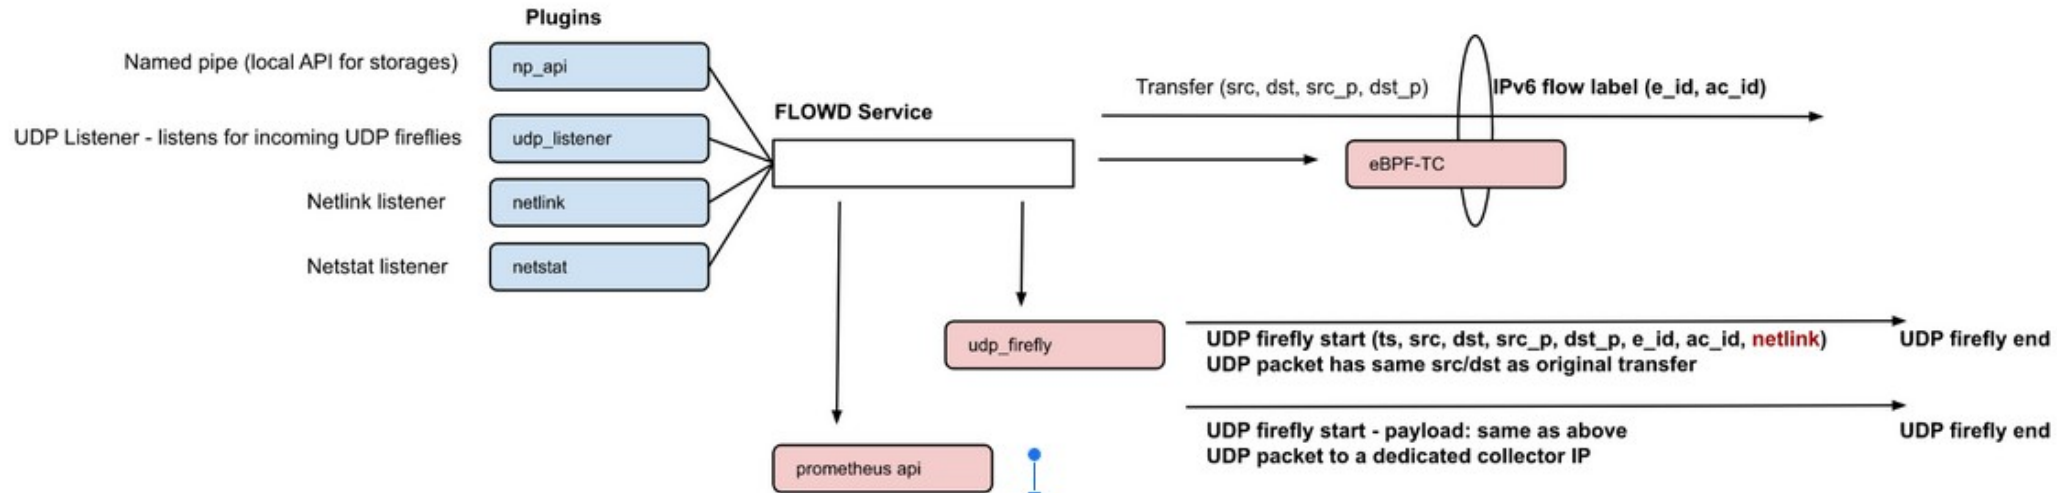 Plugins
Named pipe (local API for storages)
np_api
UDP Listener - listens for incoming UDP fireflies
udp_listener
Netlink listener
netlink
Netstat listener
netstat
FLOWD Service
Transfer (src, dst, src_p, dst_p)
IPv6 flow label (e_id, ac_id)
eBPF-TC
udp_firefly
UDP firefly start (ts, src, dst, src_p, dst_p, e_id, ac_id, netlink)
UDP packet has same src/dst as original transfer
UDP firefly end
UDP firefly start - payload: same as above
UDP packet to a dedicated collector IP
UDP firefly end
prometheus api